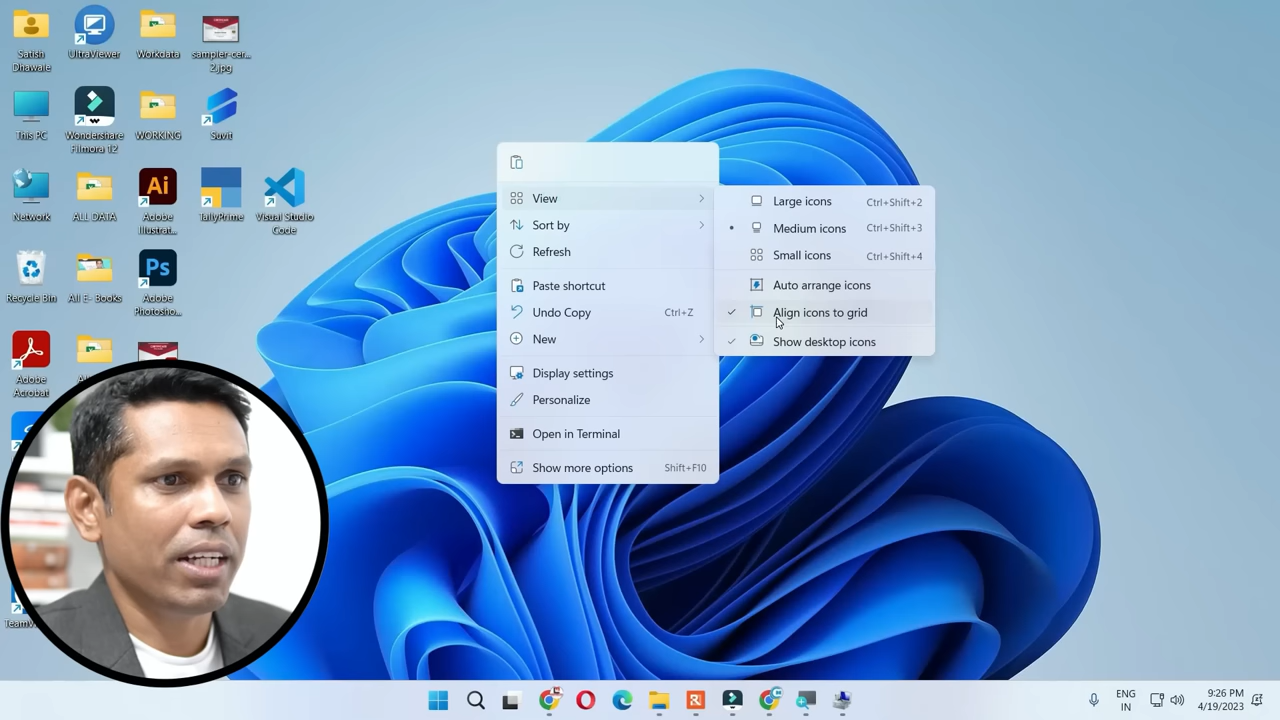 Satish
Dhawale
UltraViewer
Workdata
sampler-cer...
2.jpg
This PC
Wondershare
Filmora 12
WORKING
Suvit
Network
ALL DATA
Adobe
Illustrat...
TallyPrime
Visual Studio
Code
Recycle Bin
All E- Books
Adobe
Photosho...
Adobe
Acrobat
View
Sort by
Refresh
Paste shortcut
Undo Copy Ctrl+Z
New
Display settings
Personalize
Open in Terminal
Show more options Shift+F10
Large icons Ctrl+Shift+2
Medium icons Ctrl+Shift+3
Small icons Ctrl+Shift+4
Auto arrange icons
Align icons to grid
Show desktop icons
ENG
IN
9:26 PM
4/19/2023